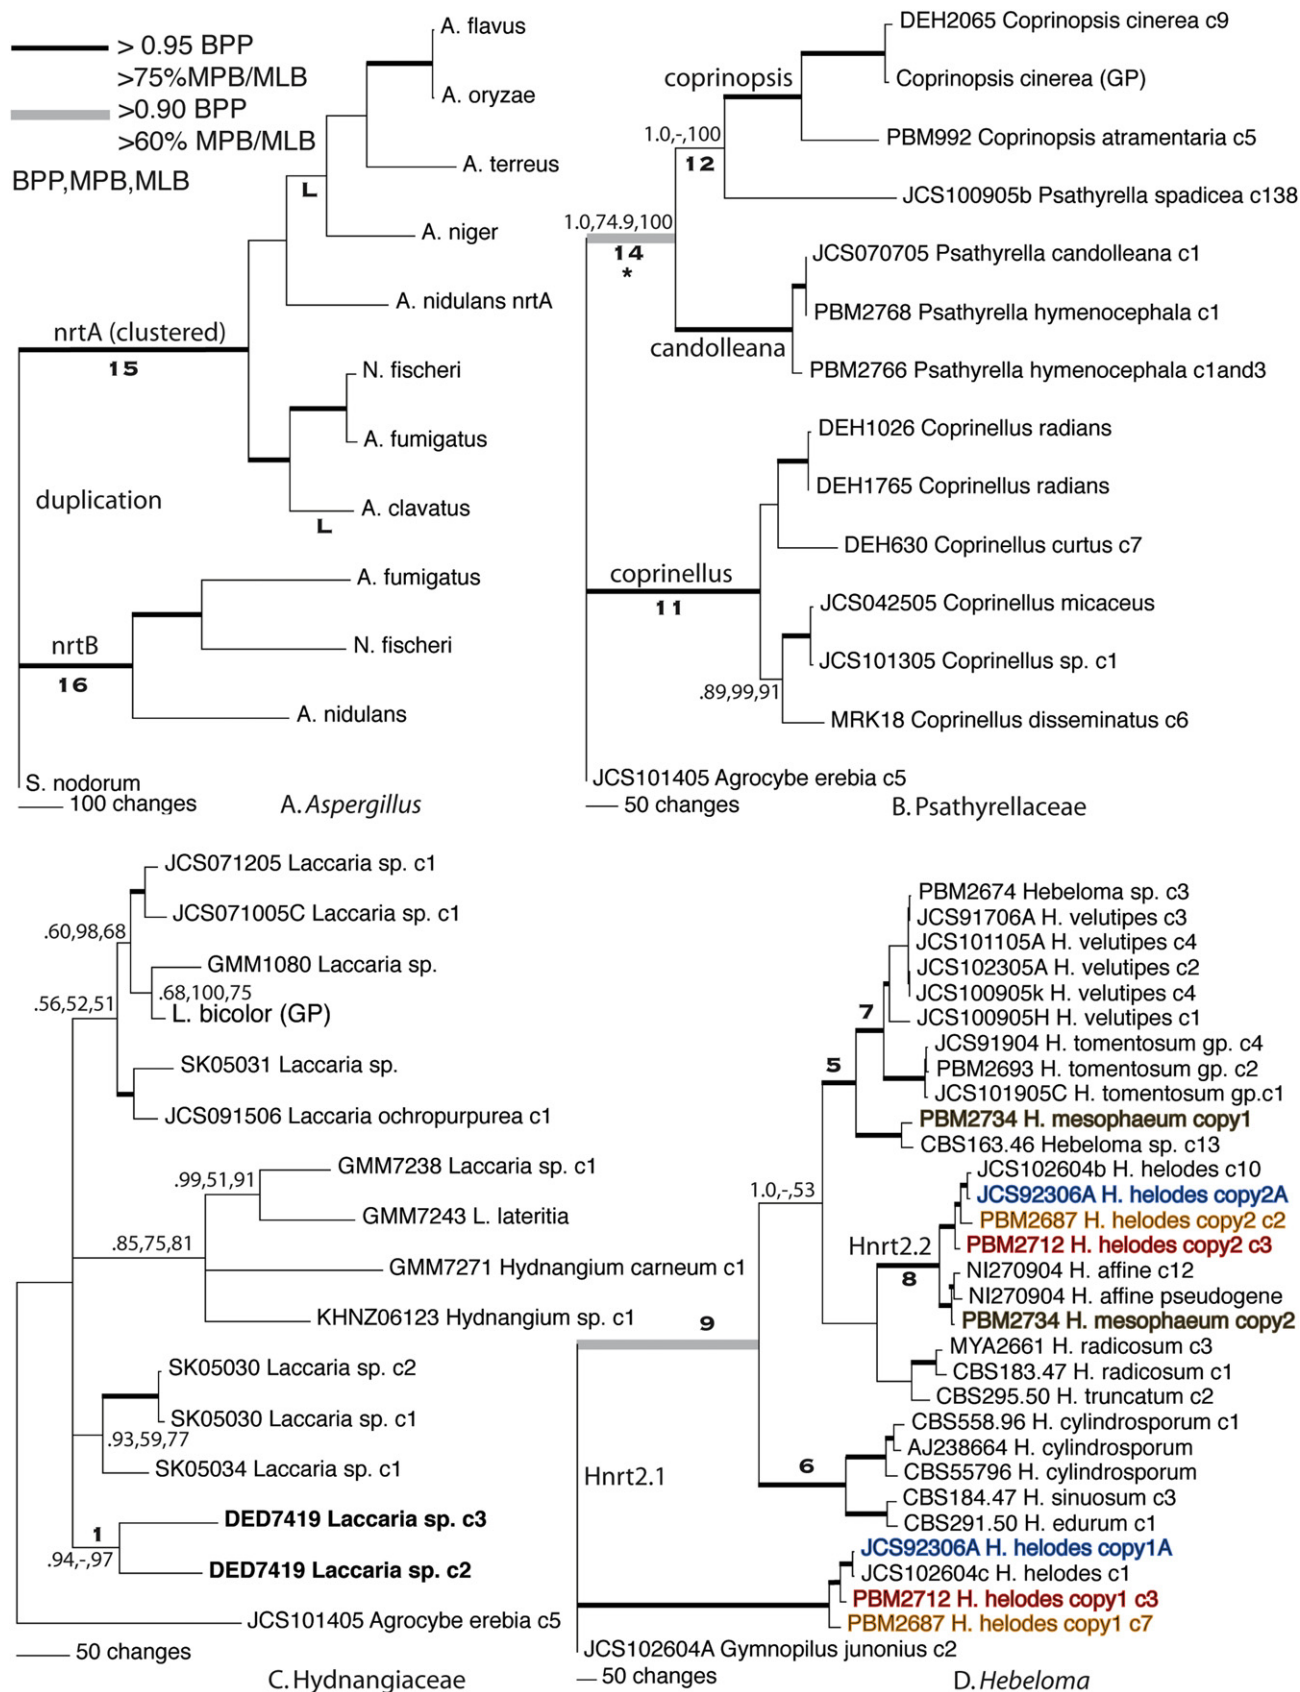 > 0.95 BPP
>75%MPB/MLB
>0.90 BPP
>60% MPB/MLB
BPP,MPB,MLB
A. flavus
A. oryzae
A. terreus
L
A. niger
A. nidulans nrtA
nrtA (clustered)
15
N. fischeri
A. fumigatus
A. clavatus
L
duplication
A. fumigatus
nrtB
N. fischeri
16
A. nidulans
S. nodorum
100 changes
A. Aspergillus
DEH2065 Coprinopsis cinerea c9
coprinopsis
Coprinopsis cinerea (GP)
1.0,-,100
PBM992 Coprinopsis atramentaria c5
12
JCS100905b Psathyrella spadicea c138
1.0,74.9,100
14
*
JCS070705 Psathyrella candolleana c1
PBM2768 Psathyrella hymenocephala c1
candolleana
PBM2766 Psathyrella hymenocephala c1and3
DEH1026 Coprinellus radians
DEH1765 Coprinellus radians
DEH630 Coprinellus curtus c7
coprinellus
11
JCS042505 Coprinellus micaceus
JCS101305 Coprinellus sp. c1
.89,99,91
MRK18 Coprinellus disseminatus c6
JCS101405 Agrocybe erebia c5
50 changes
B. Psathyrellaceae
JCS071205 Laccaria sp. c1
JCS071005C Laccaria sp. c1
.60,98,68
GMM1080 Laccaria sp.
.68,100,75
L. bicolor (GP)
.56,52,51
SK05031 Laccaria sp.
JCS091506 Laccaria ochropurpurea c1
GMM7238 Laccaria sp. c1
.99,51,91
GMM7243 L. lateritia
.85,75,81
GMM7271 Hydnangium carneum c1
KHNZ06123 Hydnangium sp. c1
SK05030 Laccaria sp. c2
SK05030 Laccaria sp. c1
.93,59,77
SK05034 Laccaria sp. c1
DED7419 Laccaria sp. c3
1
.94,-,97
DED7419 Laccaria sp. c2
JCS101405 Agrocybe erebia c5
50 changes
C. Hydnangiaceae
PBM2674 Hebeloma sp. c3
JCS91706A H. velutipes c3
JCS101105A H. velutipes c4
JCS102305A H. velutipes c2
JCS100905k H. velutipes c4
7
JCS100905H H. velutipes c1
JCS91904 H. tomentosum gp. c4
5
PBM2693 H. tomentosum gp. c2
JCS101905C H. tomentosum gp.c1
PBM2734 H. mesophaeum copy1
CBS163.46 Hebeloma sp. c13
JCS102604b H. helodes c10
1.0,-,53
JCS92306A H. helodes copy2A
PBM2687 H. helodes copy2 c2
Hnrt2.2
PBM2712 H. helodes copy2 c3
8
NI270904 H. affine c12
NI270904 H. affine pseudogene
PBM2734 H. mesophaeum copy2
9
MYA2661 H. radicosum c3
CBS183.47 H. radicosum c1
CBS295.50 H. truncatum c2
CBS558.96 H. cylindrosporum c1
AJ238664 H. cylindrosporum
6
CBS55796 H. cylindrosporum
Hnrt2.1
CBS184.47 H. sinuosum c3
CBS291.50 H. edurum c1
JCS92306A H. helodes copy1A
JCS102604c H. helodes c1
PBM2712 H. helodes copy1 c3
PBM2687 H. helodes copy1 c7
JCS102604A Gymnopilus junonius c2
50 changes
D. Hebeloma